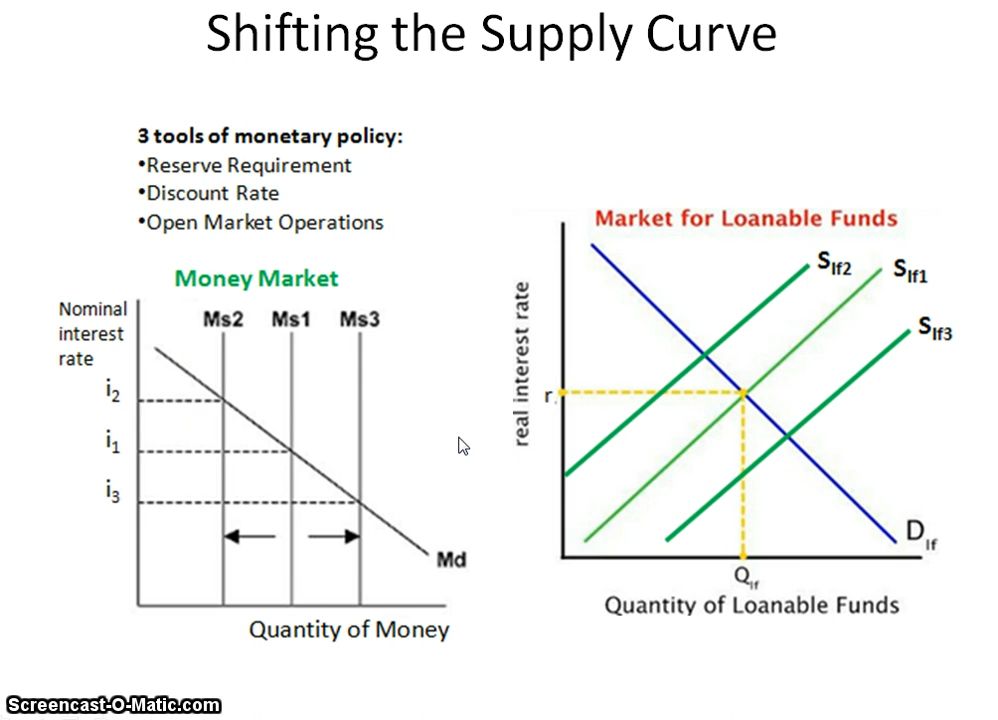 Shifting the Supply Curve
3 tools of monetary policy:
•Reserve Requirement
•Discount Rate
•Open Market Operations
Money Market
Nominal
interest
rate
Ms2 Ms1 Ms3
i2
i1
i3
Md
Quantity of Money
Market for Loanable Funds
Slf2
Slf1
Slf3
real interest rate
r
Dlf
Qlf
Quantity of Loanable Funds
Screencast-O-Matic.com